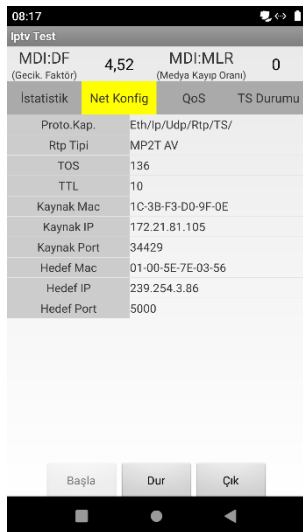 08:17
Iptv Test
MDI:DF 4,52 MDI:MLR 0
(Gecik. Faktör) (Medya Kayıp Oranı)
İstatistik Net Konfig QoS TS Durumu
Proto.Kap. Eth/Ip/Udp/Rtp/TS/
Rtp Tipi MP2T AV
TOS 136
TTL 10
Kaynak Mac 1C-3B-F3-D0-9F-0E
Kaynak IP 172.21.81.105
Kaynak Port 34429
Hedef Mac 01-00-5E-7E-03-56
Hedef IP 239.254.3.86
Hedef Port 5000
Başla Dur Çık